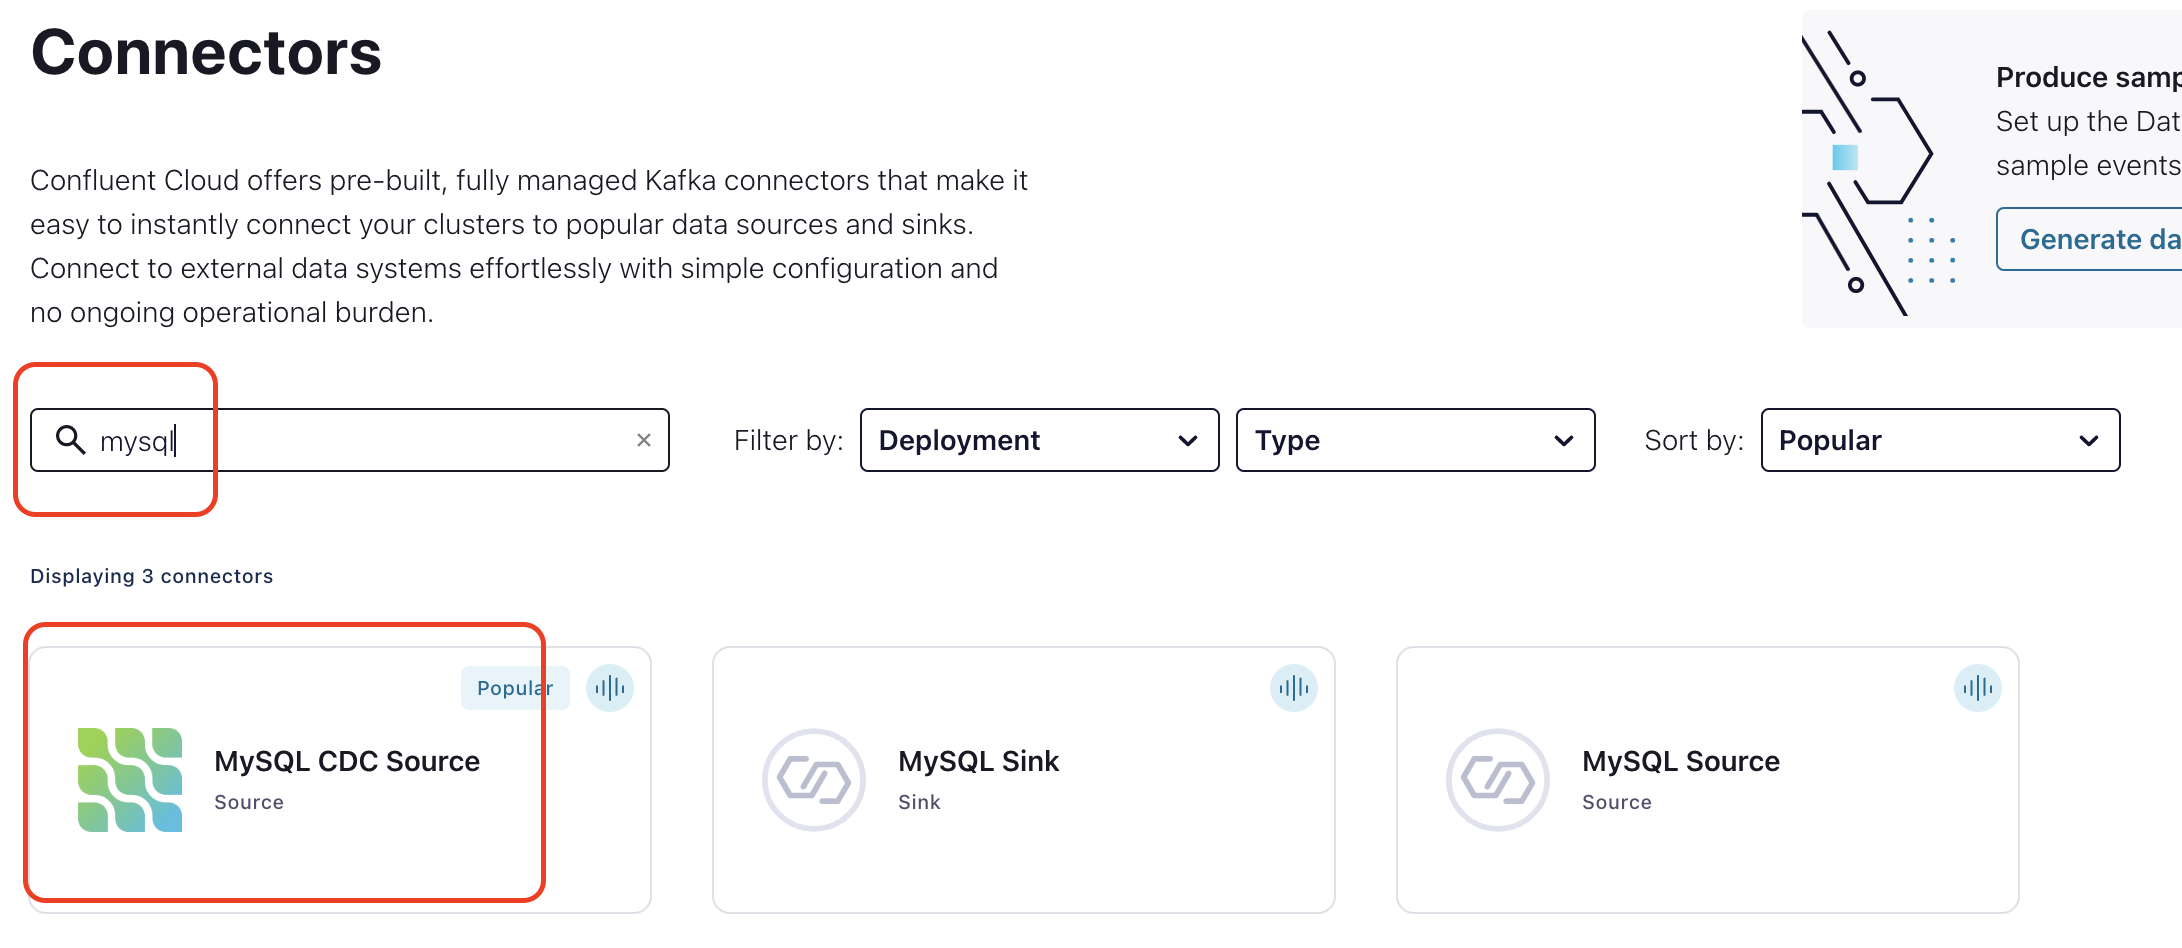 Connectors
Produce samp
Set up the Dat
sample events
Generate da
Confluent Cloud offers pre-built, fully managed Kafka connectors that make it
easy to instantly connect your clusters to popular data sources and sinks.
Connect to external data systems effortlessly with simple configuration and
no ongoing operational burden.
mysql
Filter by:
Deployment
Type
Sort by:
Popular
Displaying 3 connectors
Popular
MySQL CDC Source
Source
MySQL Sink
Sink
MySQL Source
Source